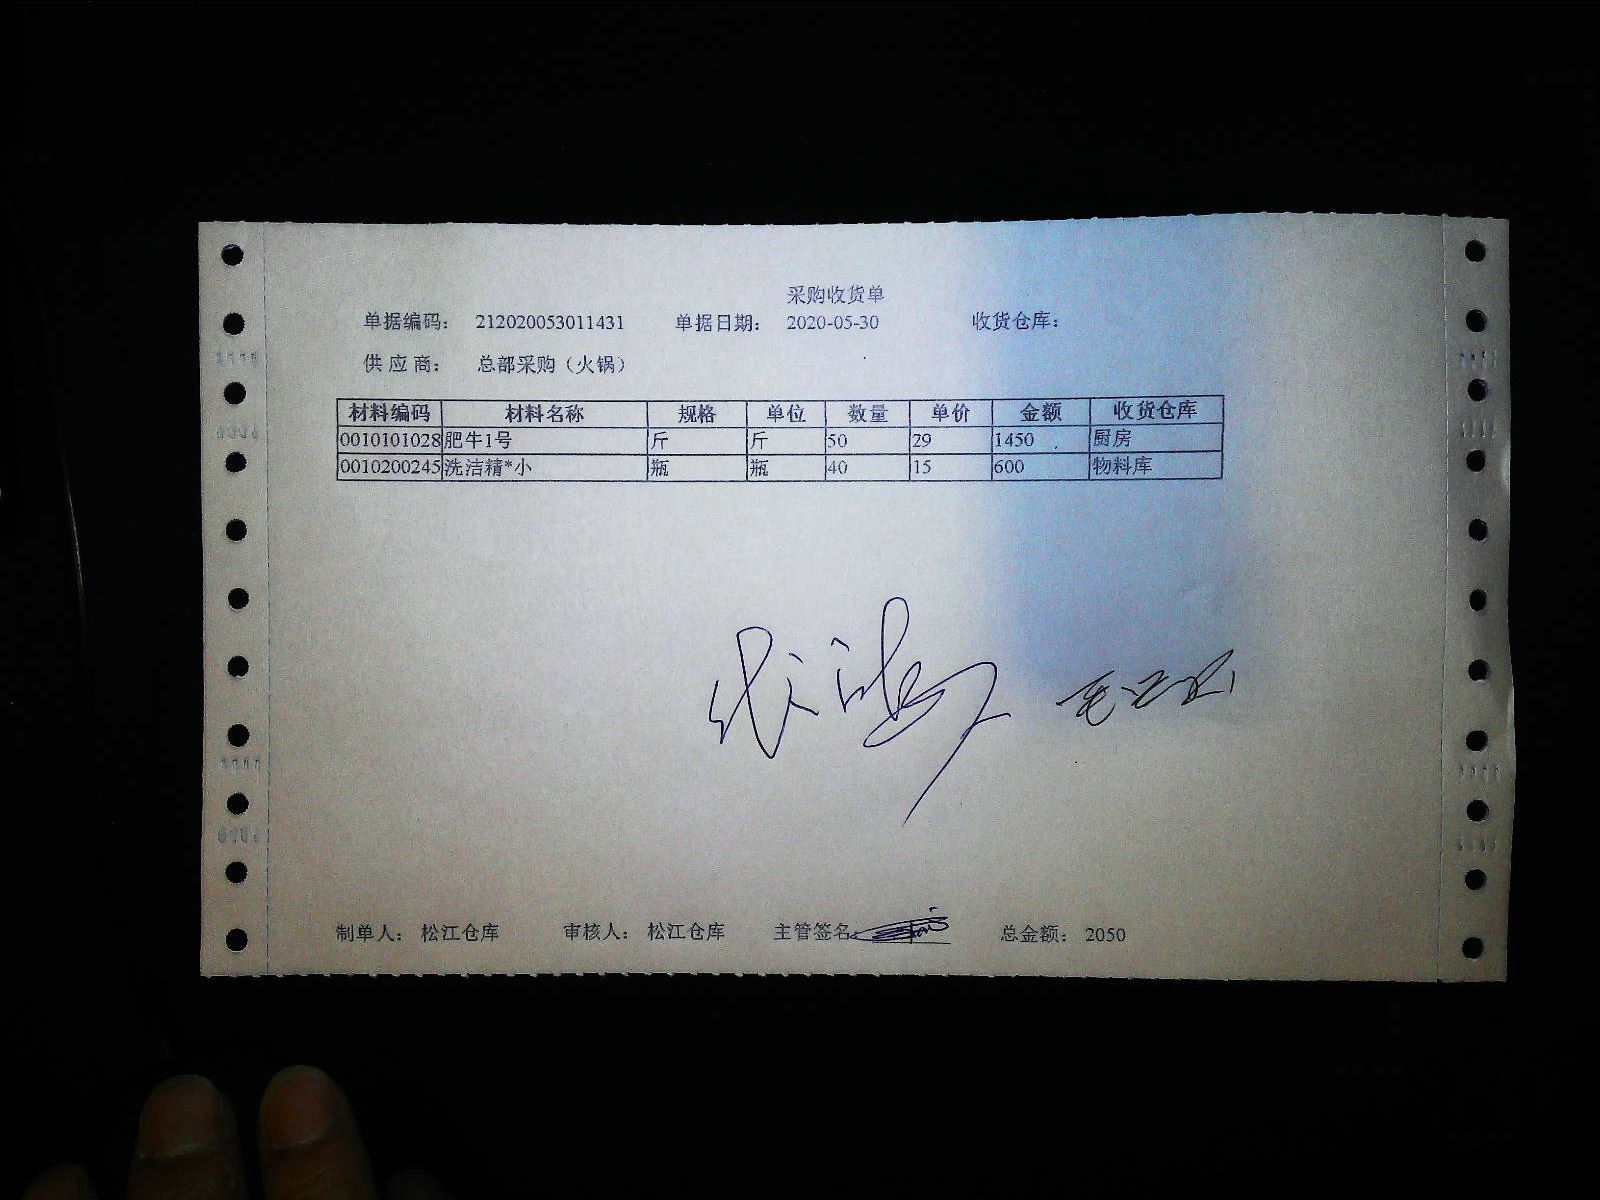 采购收货单
单据编码： 212020053011431 单据日期： 2020-05-30 收货仓库：
供 应 商： 总部采购（火锅）
材料编码 材料名称 规格 单位 数量 单价 金额 收货仓库
0010101028 肥牛1号 斤 斤 50 29 1450 厨房
0010200245 洗洁精*小 瓶 瓶 40 15 600 物料库
制单人： 松江仓库 审核人： 松江仓库 主管签名： 总金额： 2050